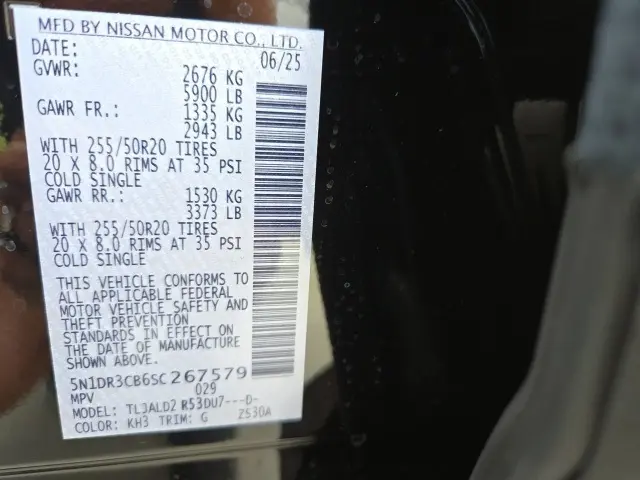 MFD BY NISSAN MOTOR CO., LTD.
DATE: 06/25
GVWR: 2676 KG
5900 LB
GAWR FR.: 1335 KG
2943 LB
WITH 255/50R20 TIRES
20 X 8.0 RIMS AT 35 PSI
COLD SINGLE
GAWR RR.: 1530 KG
3373 LB
WITH 255/50R20 TIRES
20 X 8.0 RIMS AT 35 PSI
COLD SINGLE
THIS VEHICLE CONFORMS TO
ALL APPLICABLE FEDERAL
MOTOR VEHICLE SAFETY AND
THEFT PREVENTION
STANDARDS IN EFFECT ON
THE DATE OF MANUFACTURE
SHOWN ABOVE.
5N1DR3CB6SC267579
MPV 029
MODEL: TL3ALD2 R53DU7---D-
COLOR: KH3 TRIM: G 2530A